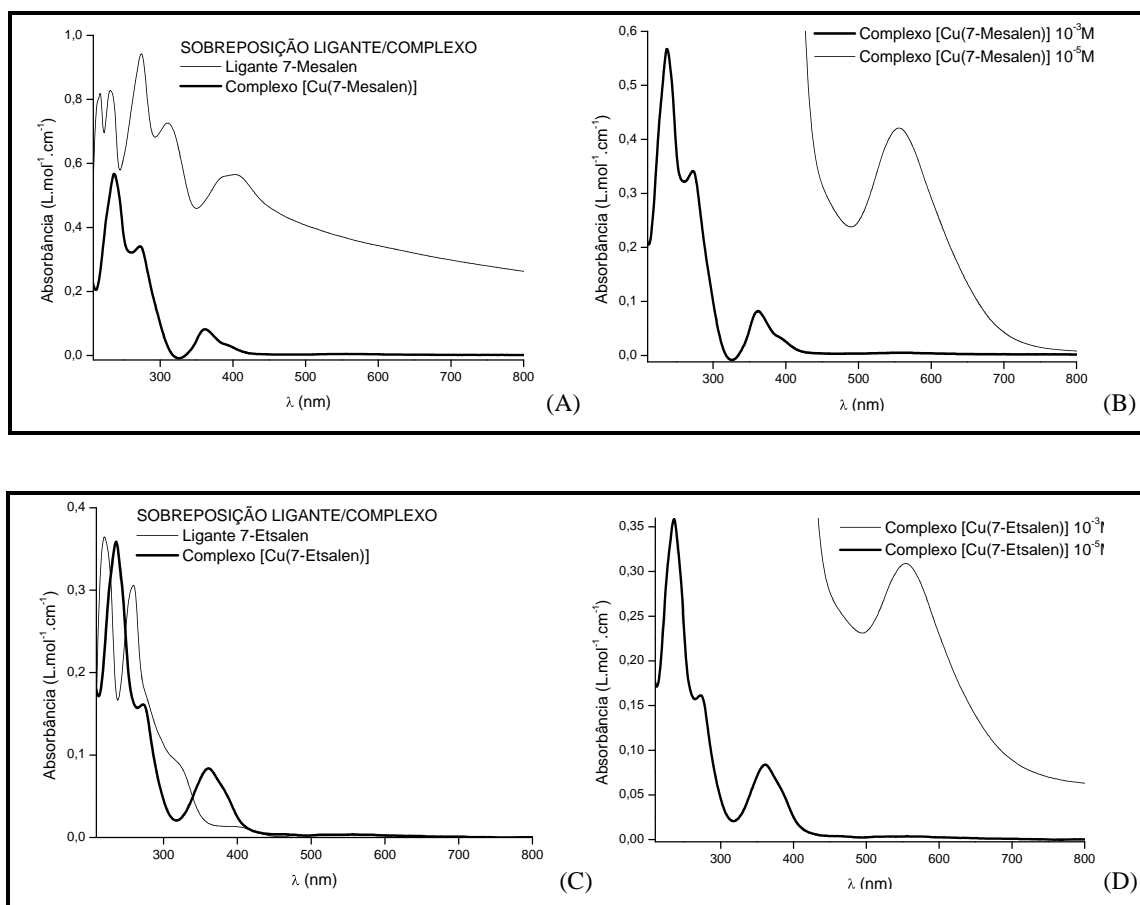 SOBREPOSIÇÃO LIGANTE/COMPLEXO
Ligante 7-Mesalen
Complexo [Cu(7-Mesalen)]
Absorbância (L.mol⁻¹.cm⁻¹)
1,0
0,8
0,6
0,4
0,2
0,0
300 400 500 600 700 800
λ (nm)
(A)
Complexo [Cu(7-Mesalen)] 10⁻³M
Complexo [Cu(7-Mesalen)] 10⁻⁵M
Absorbância (L.mol⁻¹.cm⁻¹)
0,6
0,5
0,4
0,3
0,2
0,1
0,0
300 400 500 600 700 800
λ (nm)
(B)
SOBREPOSIÇÃO LIGANTE/COMPLEXO
Ligante 7-Etsalen
Complexo [Cu(7-Etsalen)]
Absorbância (L.mol⁻¹.cm⁻¹)
0,4
0,3
0,2
0,1
0,0
300 400 500 600 700 800
λ (nm)
(C)
Complexo [Cu(7-Etsalen)] 10⁻³M
Complexo [Cu(7-Etsalen)] 10⁻⁵M
Absorbância (L.mol⁻¹.cm⁻¹)
0,35
0,30
0,25
0,20
0,15
0,10
0,05
0,00
300 400 500 600 700 800
λ (nm)
(D)